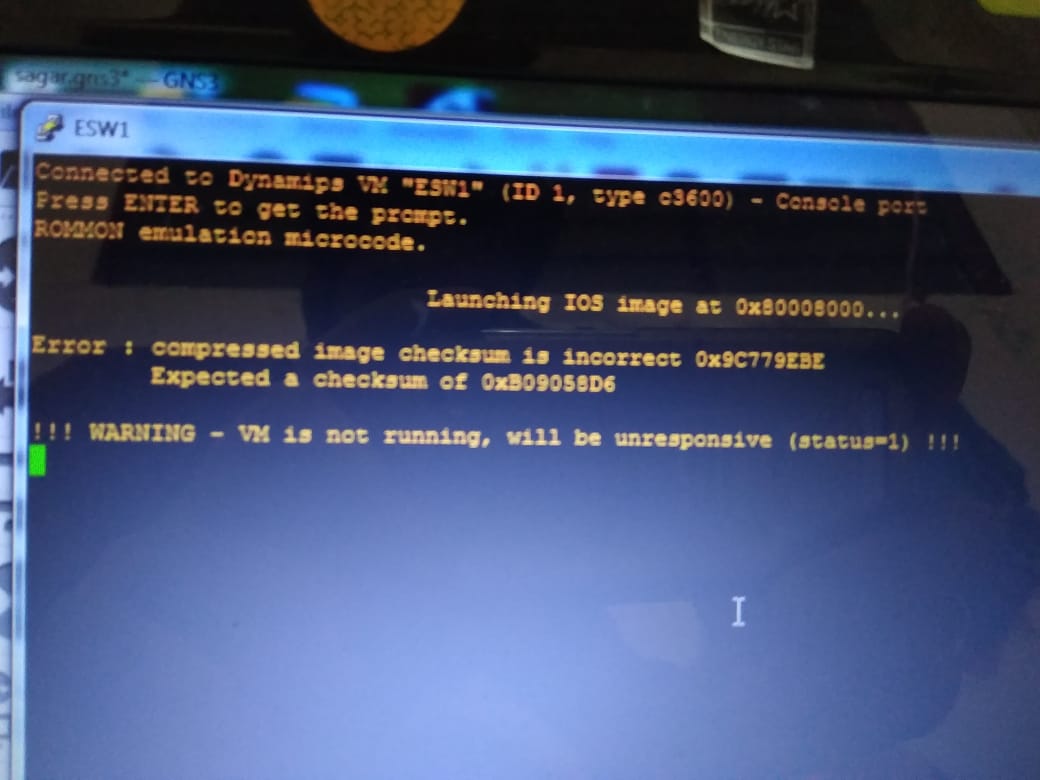 sagar.gns3* — GNS3
ESW1
Connected to Dynamips VM "ESW1" (ID 1, type c3600) - Console port
Press ENTER to get the prompt.
ROMMON emulation microcode.
Launching IOS image at 0x80008000...
Error : compressed image checksum is incorrect 0x9C779EBE
Expected a checksum of 0xB09058D6
!!! WARNING - VM is not running, will be unresponsive (status=1) !!!